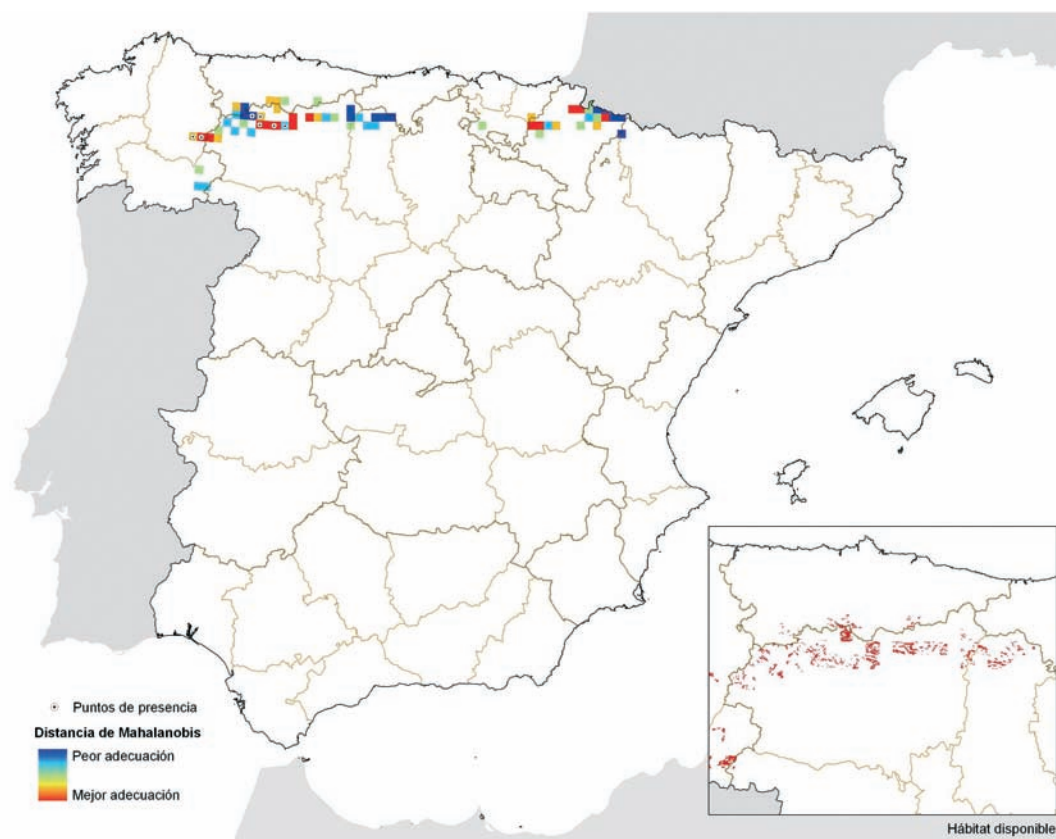 Puntos de presencia
Distancia de Mahalanobis
Peor adecuación
Mejor adecuación
Hábitat disponible